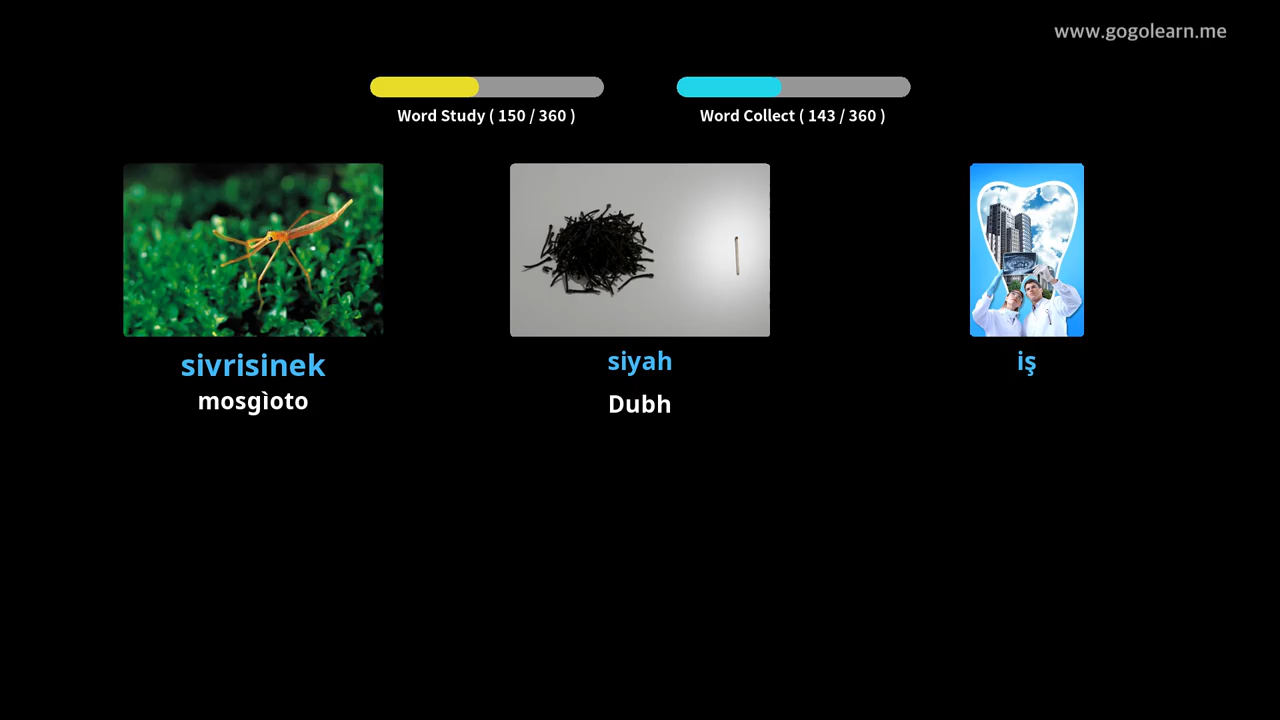 www.gogolearn.me
Word Study ( 150 / 360 )
Word Collect ( 143 / 360 )
sivrisinek
mosgìoto
siyah
Dubh
iş